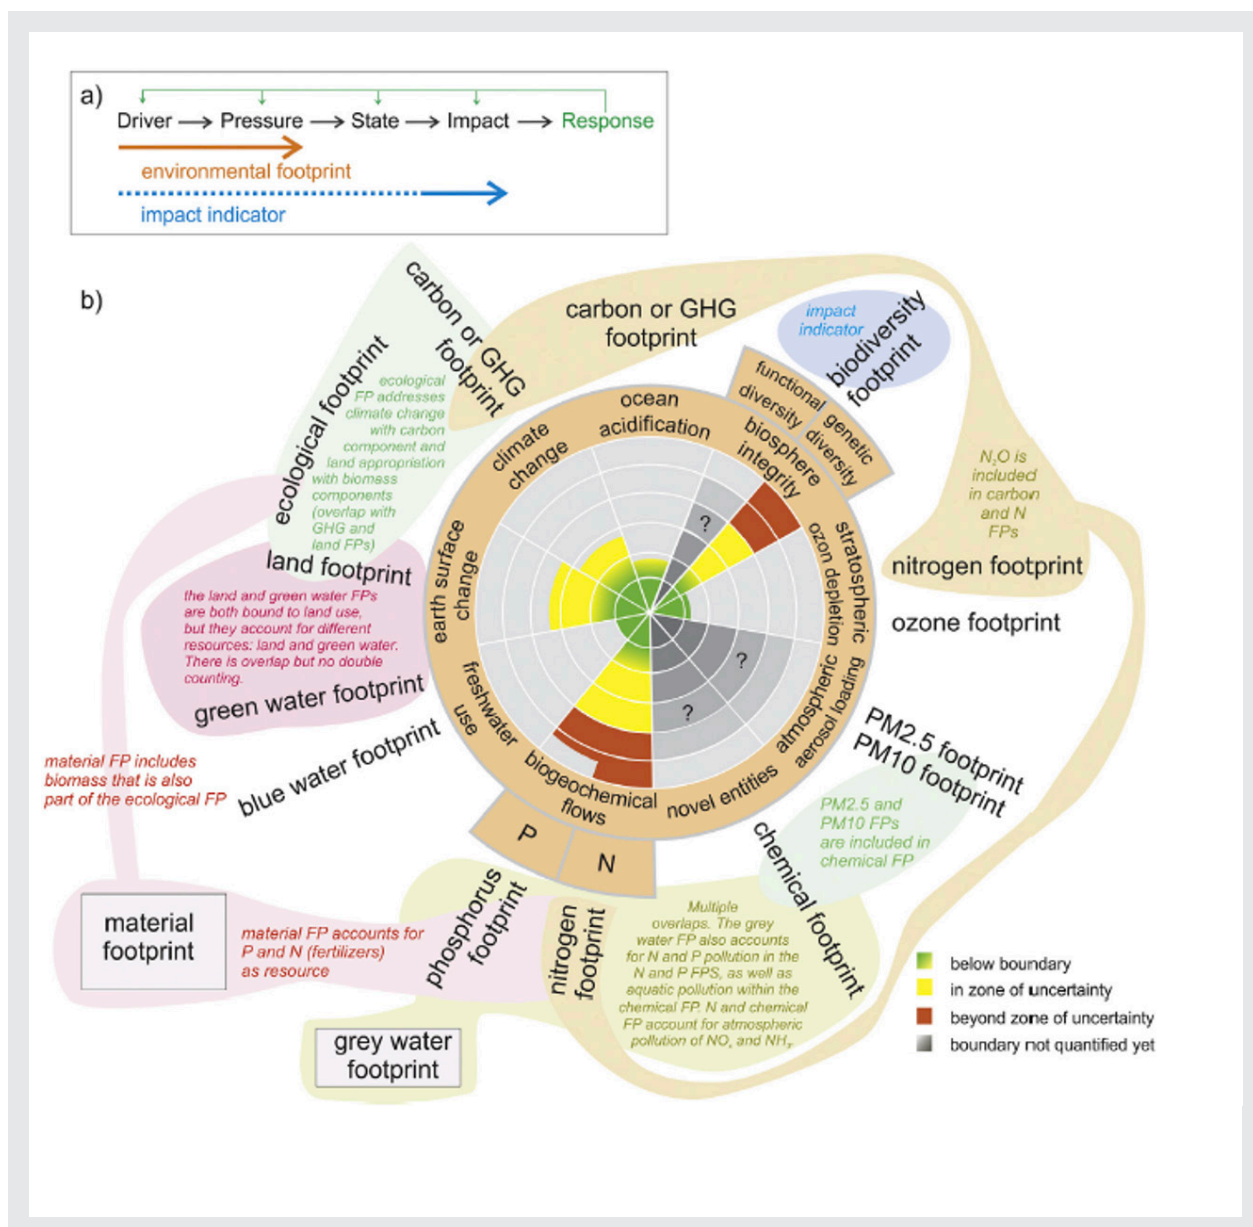 a)
Driver → Pressure → State → Impact → Response
environmental footprint
impact indicator
b)
carbon or GHG
footprint
carbon or GHG
footprint
impact
indicator
biodiversity
footprint
ecological footprint
ecological
FP addresses
climate change
with carbon
component and
land appropriation
with biomass
components
(overlap with
GHG and
land FPs)
functional
diversity
genetic
diversity
ocean
acidification
biosphere
integrity
climate
change
stratospheric
ozon depletion
earth surface
change
atmospheric
aerosol loading
freshwater
use
biogeochemical
flows
novel entities
P
N
?
?
?
N₂O is
included
in carbon
and N
FPs
nitrogen footprint
ozone footprint
land footprint
the land and green water FPs
are both bound to land use,
but they account for different
resources: land and green water.
There is overlap but no double
counting.
green water footprint
blue water footprint
PM2.5 footprint
PM10 footprint
PM2.5 and
PM10 FPs
are included in
chemical FP
chemical footprint
material FP includes
biomass that is also
part of the ecological FP
material
footprint
material FP accounts for
P and N (fertilizers)
as resource
phosphorus
footprint
nitrogen
footprint
Multiple
overlaps. The grey
water FP also accounts
for N and P pollution in the
N and P FPS, as well as
equatic pollution within the
chemical FP. N and chemical
FP account for atmospheric
pollution of NOₓ and NH₃.
grey water
footprint
below boundary
in zone of uncertainty
beyond zone of uncertainty
boundary not quantified yet